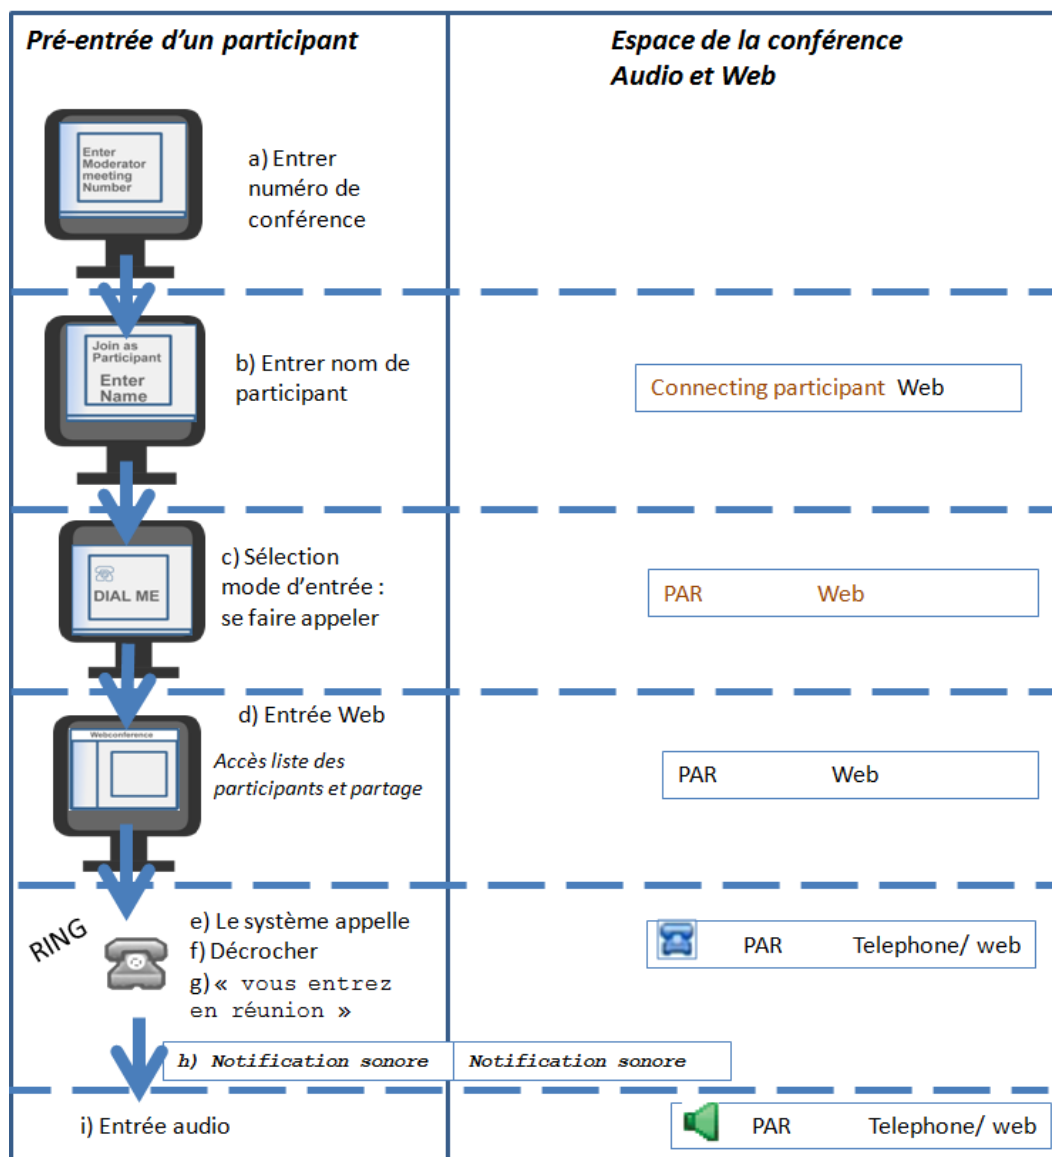 Pré-entrée d’un participant
Espace de la conférence
Audio et Web
Enter
Moderator
meeting
Number
a) Entrer
numéro de
conférence
Join as
Participant
Enter
Name
b) Entrer nom de
participant
Connecting participant Web
DIAL ME
c) Sélection
mode d’entrée :
se faire appeler
PAR Web
Webconference
d) Entrée Web
Accès liste des
participants et partage
PAR Web
RING
e) Le système appelle
f) Décrocher
g) « vous entrez
en réunion »
PAR Telephone/ web
h) Notification sonore
Notification sonore
i) Entrée audio
PAR Telephone/ web